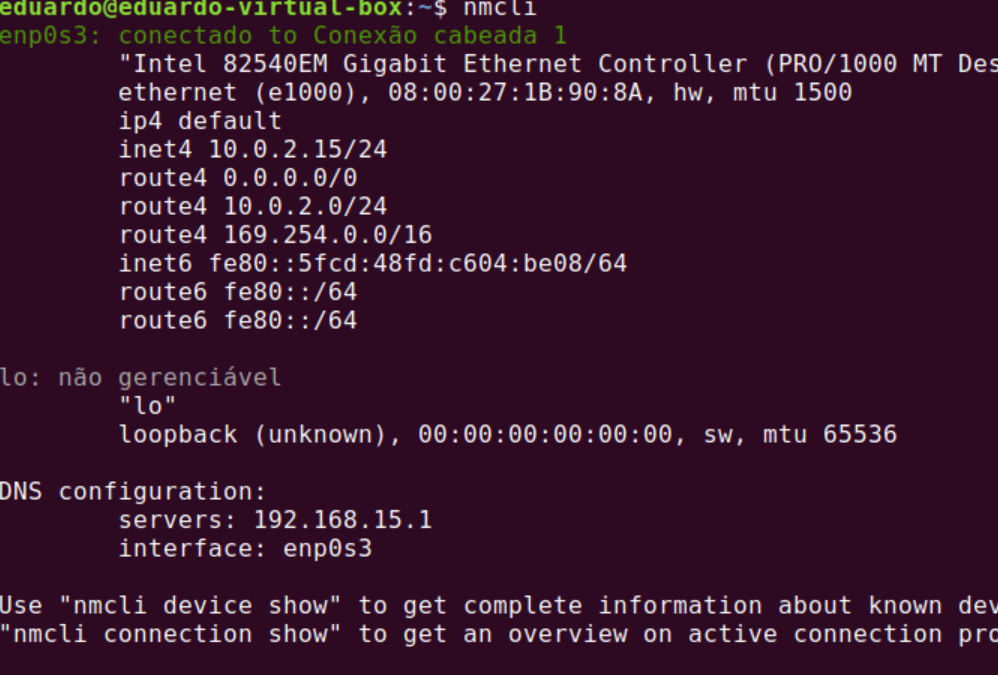 eduardo@eduardo-virtual-box:~$ nmcli
enp0s3: conectado to Conexão cabeada 1
"Intel 82540EM Gigabit Ethernet Controller (PRO/1000 MT Des
ethernet (e1000), 08:00:27:1B:90:8A, hw, mtu 1500
ip4 default
inet4 10.0.2.15/24
route4 0.0.0.0/0
route4 10.0.2.0/24
route4 169.254.0.0/16
inet6 fe80::5fcd:48fd:c604:be08/64
route6 fe80::/64
route6 fe80::/64
lo: não gerenciável
"lo"
loopback (unknown), 00:00:00:00:00:00, sw, mtu 65536
DNS configuration:
servers: 192.168.15.1
interface: enp0s3
Use "nmcli device show" to get complete information about known dev
"nmcli connection show" to get an overview on active connection pro